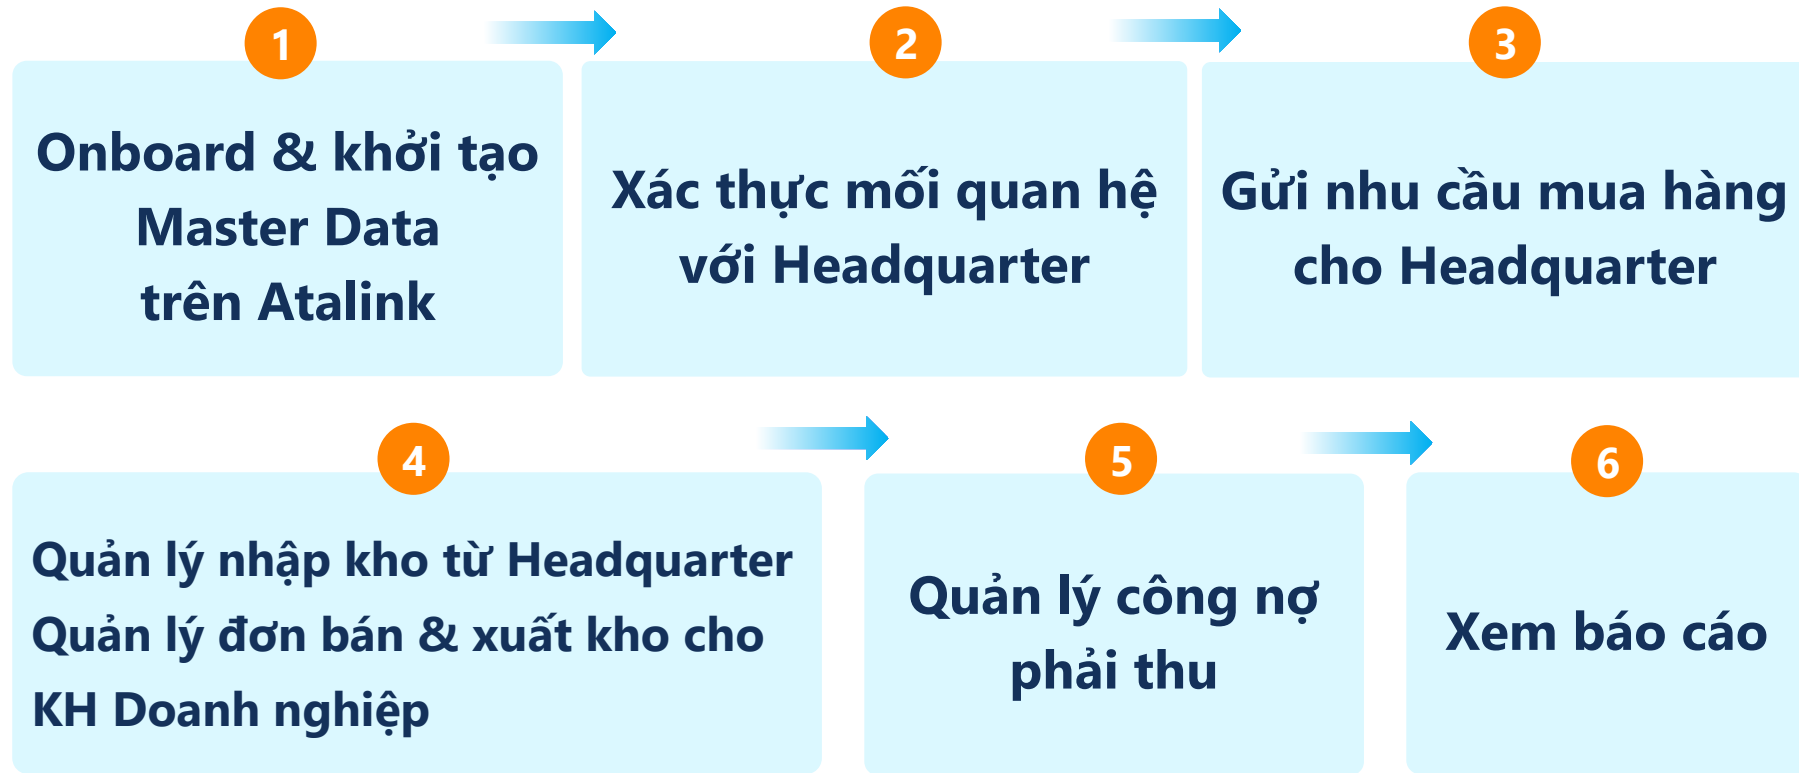 1
Onboard & khởi tạo
Master Data
trên Atalink
2
Xác thực mối quan hệ
với Headquarter
3
Gửi nhu cầu mua hàng
cho Headquarter
4
Quản lý nhập kho từ Headquarter
Quản lý đơn bán & xuất kho cho
KH Doanh nghiệp
5
Quản lý công nợ
phải thu
6
Xem báo cáo